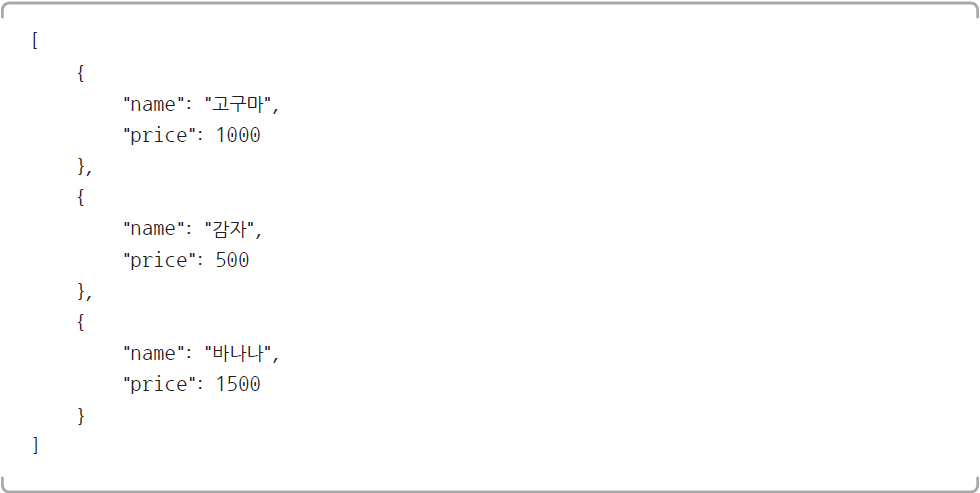 [
{
"name": "고구마",
"price": 1000
},
{
"name": "감자",
"price": 500
},
{
"name": "바나나",
"price": 1500
}
]